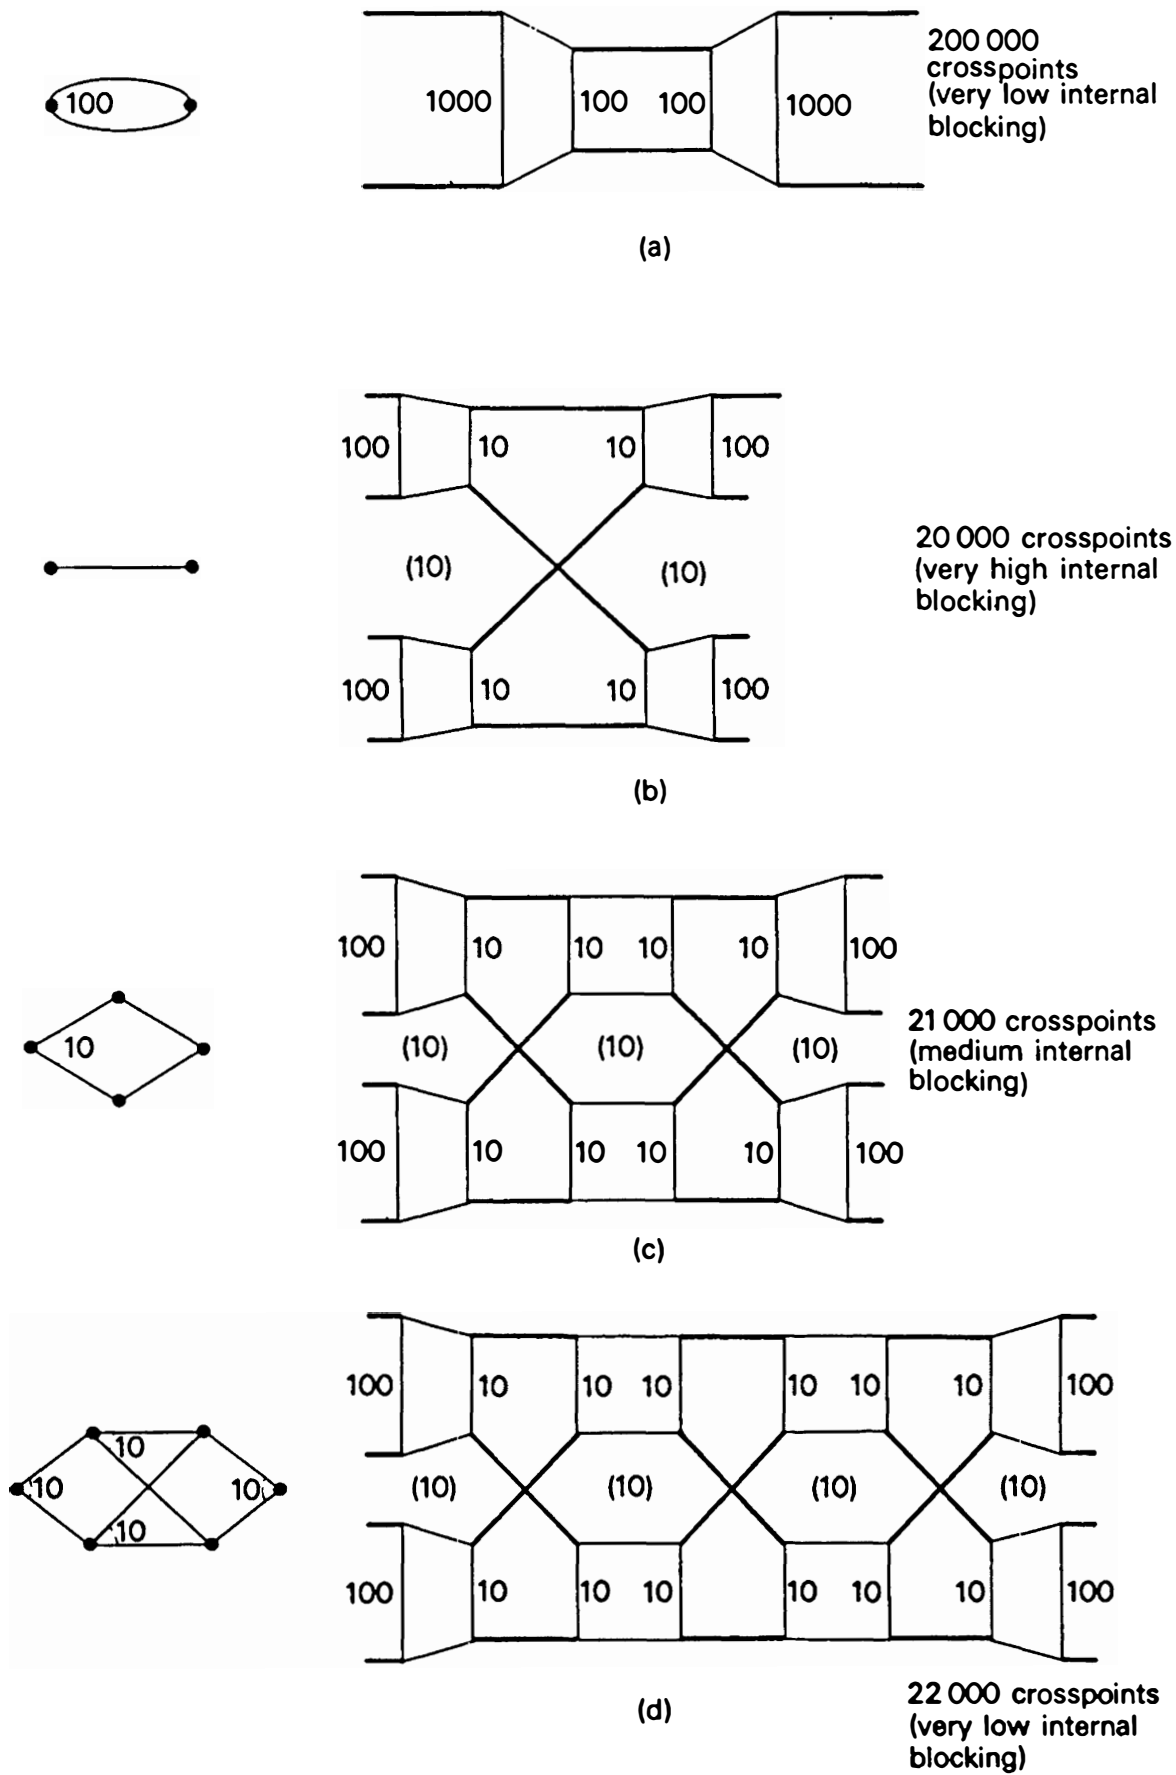 100
1000 100 100 1000
200 000
crosspoints
(very low internal
blocking)
(a)
100 10 10 100
(10) (10)
20 000 crosspoints
(very high internal
blocking)
100 10 10 100
(b)
100 10 10 10 10 100
10
(10) (10) (10)
21 000 crosspoints
(medium internal
blocking)
100 10 10 10 10 100
(c)
100 10 10 10 10 10 10 100
10
10 10
10
(10) (10) (10) (10)
100 10 10 10 10 10 10 100
(d)
22 000 crosspoints
(very low internal
blocking)